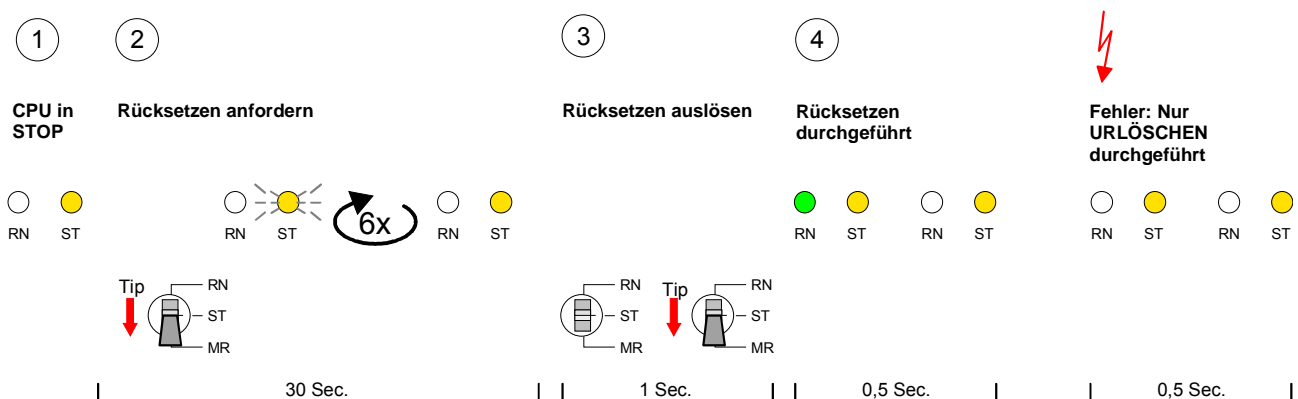 1 2 3 4
CPU in STOP
Rücksetzen anfordern
Rücksetzen auslösen
Rücksetzen
durchgeführt
Fehler: Nur
URLÖSCHEN
durchgeführt
RN ST RN ST 6x RN ST RN ST RN ST RN ST RN ST
Tip RN
ST
MR
RN
ST
MR
Tip RN
ST
MR
30 Sec. 1 Sec. 0,5 Sec. 0,5 Sec.